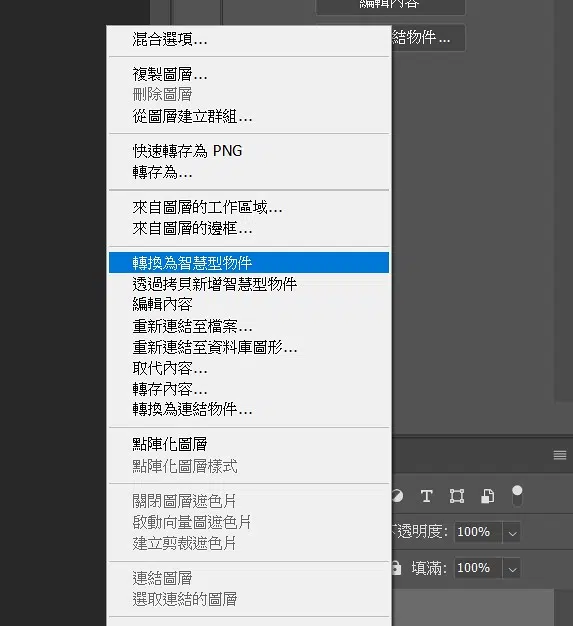 編輯內容
結物件...
混合選項...
複製圖層...
刪除圖層
從圖層建立群組...
快速轉存為 PNG
轉存為...
來自圖層的工作區域...
來自圖層的邊框...
轉換為智慧型物件
透過拷貝新增智慧型物件
編輯內容
重新連結至檔案...
重新連結至資料庫圖形...
取代內容...
轉存內容...
轉換為連結物件...
點陣化圖層
點陣化圖層樣式
關閉圖層遮色片
啟動向量圖遮色片
建立剪裁遮色片
連結圖層
選取連結的圖層
T
不透明度: 100%
填滿: 100%